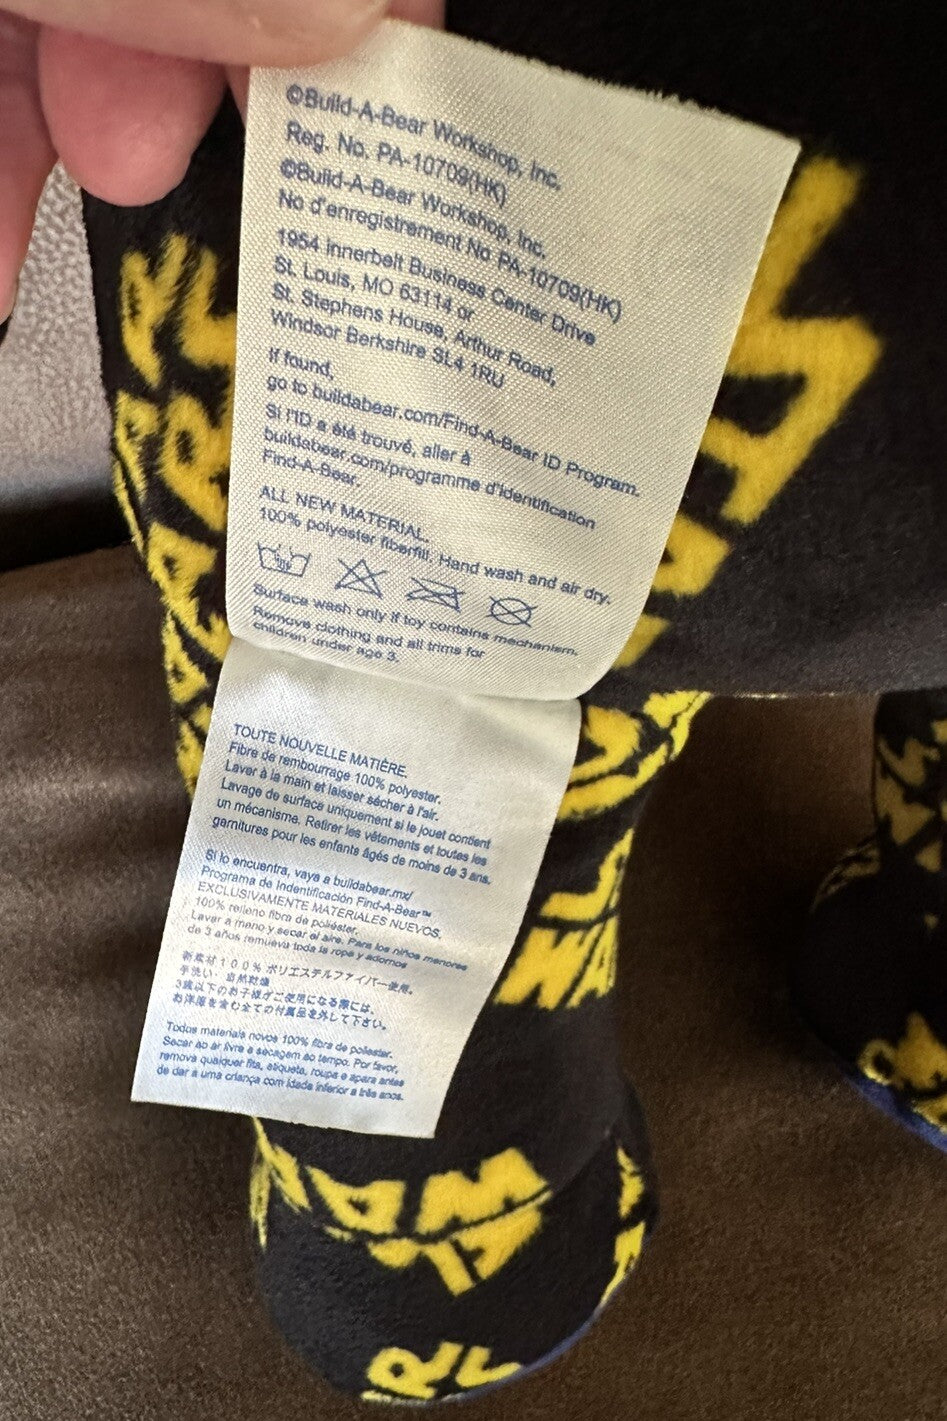 ©Build-A-Bear Workshop, Inc.
Reg. No. PA-10709(HK)
©Build-A-Bear Workshop, Inc.
No d'enregistrement No PA-10709(HK)
1954 Innerbelt Business Center Drive
St. Louis, MO 63114 or
St. Stephens House, Arthur Road,
Windsor Berkshire SL4 1RU
If found,
go to buildabear.com/Find-A-Bear ID Program.
Si l'ID a été trouvé, aller à
buildabear.com/programme d'identification
Find-A-Bear.
ALL NEW MATERIAL.
100% polyester fiberfill. Hand wash and air dry.
Surface wash only if toy contains mechanism.
Remove clothing and all trims for
children under age 3.
TOUTE NOUVELLE MATIÈRE.
Fibre de rembourrage 100% polyester.
Laver à la main et laisser sécher à l'air.
Lavage de surface uniquement si le jouet contient
un mécanisme. Retirer les vêtements et toutes les
garnitures pour les enfants âgés de moins de 3 ans.
Si lo encuentra, vaya a buildabear.mx/
Programa de Indentificación Find-A-Bear™
EXCLUSIVAMENTE MATERIALES NUEVOS.
100% relleno fibra de poliéster.
Lavar a mano y secar al aire. Para los niños menores
de 3 años remueva toda la ropa y adornos
新素材100%ポリエステルファイバー使用。
手洗い・自然乾燥
3歳以下のお子様がご使用になる際には、
お洋服を含む全ての付属品を外して下さい。
Todos materiais novos 100% fibra de poliester.
Secar ao ar livre a secagem ao tempo. Por favor,
remova qualquer fita, etiqueta, roupa e apara antes
de dar a uma criança com idade inferior a três anos.